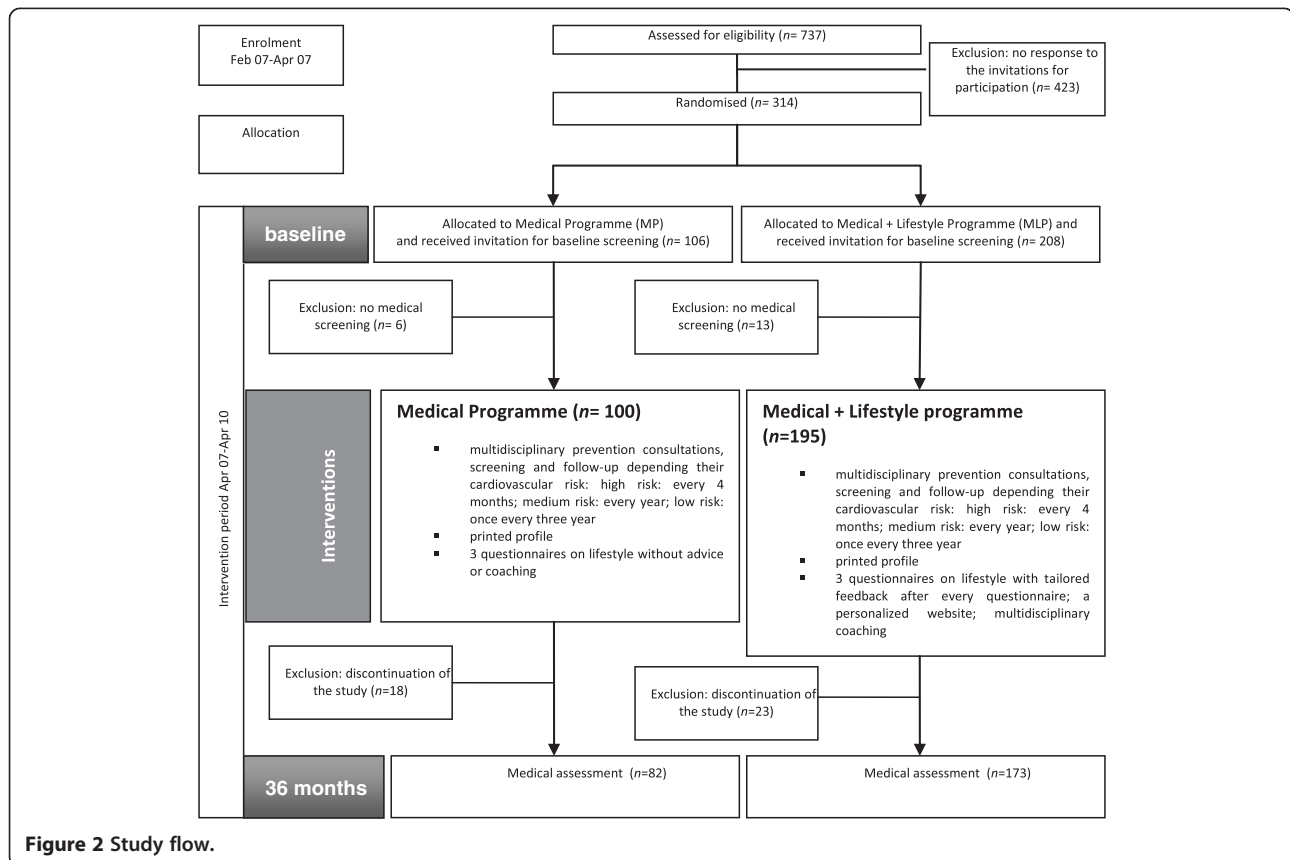 Enrolment
Feb 07-Apr 07
Assessed for eligibility (n= 737)
Exclusion: no response to
the invitations for
participation (n= 423)
Randomised (n= 314)
Allocation
Intervention period Apr 07-Apr 10
baseline
Allocated to Medical Programme (MP)
and received invitation for baseline screening (n= 106)
Allocated to Medical + Lifestyle Programme (MLP) and
received invitation for baseline screening (n= 208)
Exclusion: no medical
screening (n= 6)
Exclusion: no medical
screening (n=13)
Interventions
Medical Programme (n= 100)
▪ multidisciplinary prevention consultations,
screening and follow-up depending their
cardiovascular risk: high risk: every 4
months; medium risk: every year; low risk:
once every three year
▪ printed profile
▪ 3 questionnaires on lifestyle without advice
or coaching
Medical + Lifestyle programme
(n=195)
▪ multidisciplinary prevention consultations,
screening and follow-up depending their
cardiovascular risk: high risk: every 4
months; medium risk: every year; low risk:
once every three year
▪ printed profile
▪ 3 questionnaires on lifestyle with tailored
feedback after every questionnaire; a
personalized website; multidisciplinary
coaching
Exclusion: discontinuation of
the study (n=18)
Exclusion: discontinuation of
the study (n=23)
36 months
Medical assessment (n=82)
Medical assessment (n=173)
Figure 2 Study flow.